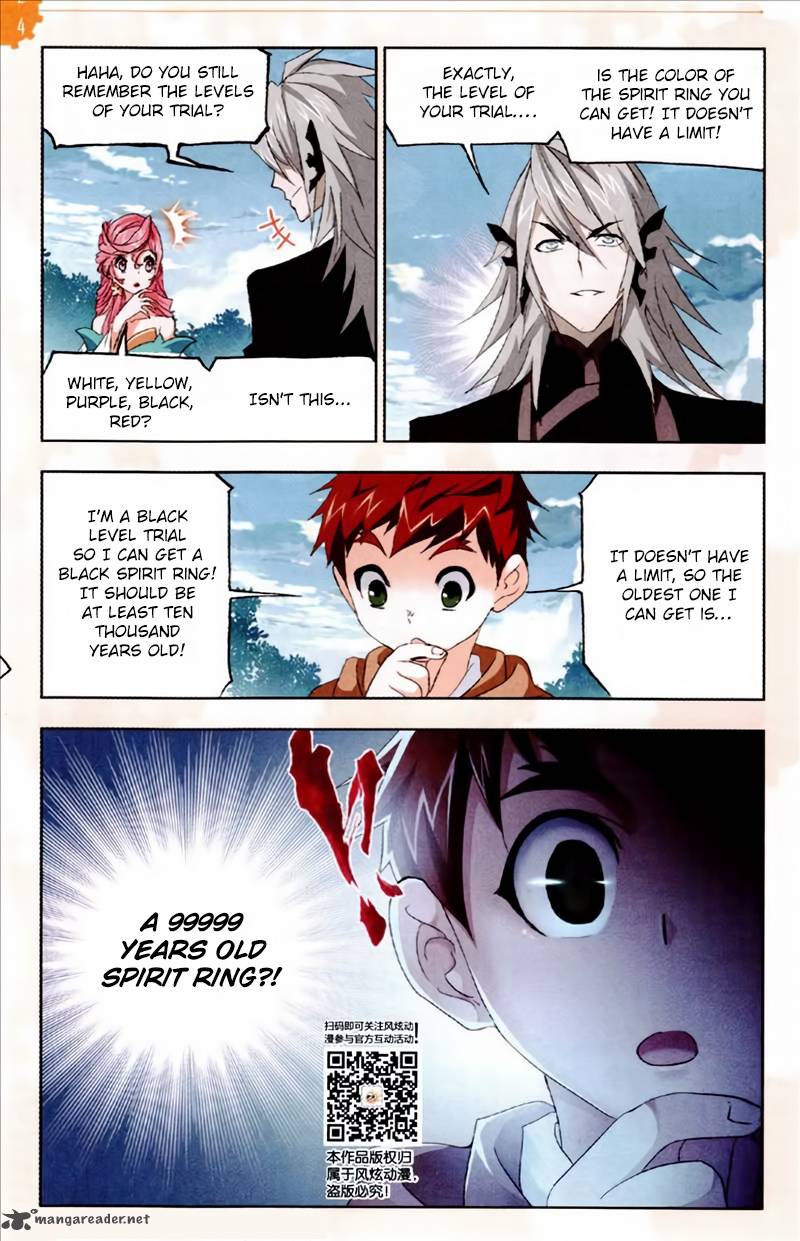 4
HAHA, DO YOU STILL
REMEMBER THE LEVELS
OF YOUR TRIAL?
WHITE, YELLOW,
PURPLE, BLACK,
RED?
ISN'T THIS...
EXACTLY,
THE LEVEL OF
YOUR TRIAL....
IS THE COLOR OF
THE SPIRIT RING YOU
CAN GET! IT DOESN'T
HAVE A LIMIT!
I'M A BLACK
LEVEL TRIAL
SO I CAN GET A
BLACK SPIRIT RING!
IT SHOULD BE
AT LEAST TEN
THOUSAND
YEARS OLD!
IT DOESN'T HAVE
A LIMIT, SO THE
OLDEST ONE I
CAN GET IS...
A 99999
YEARS OLD
SPIRIT RING?!
扫码即可关注风炫动
漫参与官方互动活动!
本作品版权归
属于风炫动漫,
盗版必究!
mangareader.net